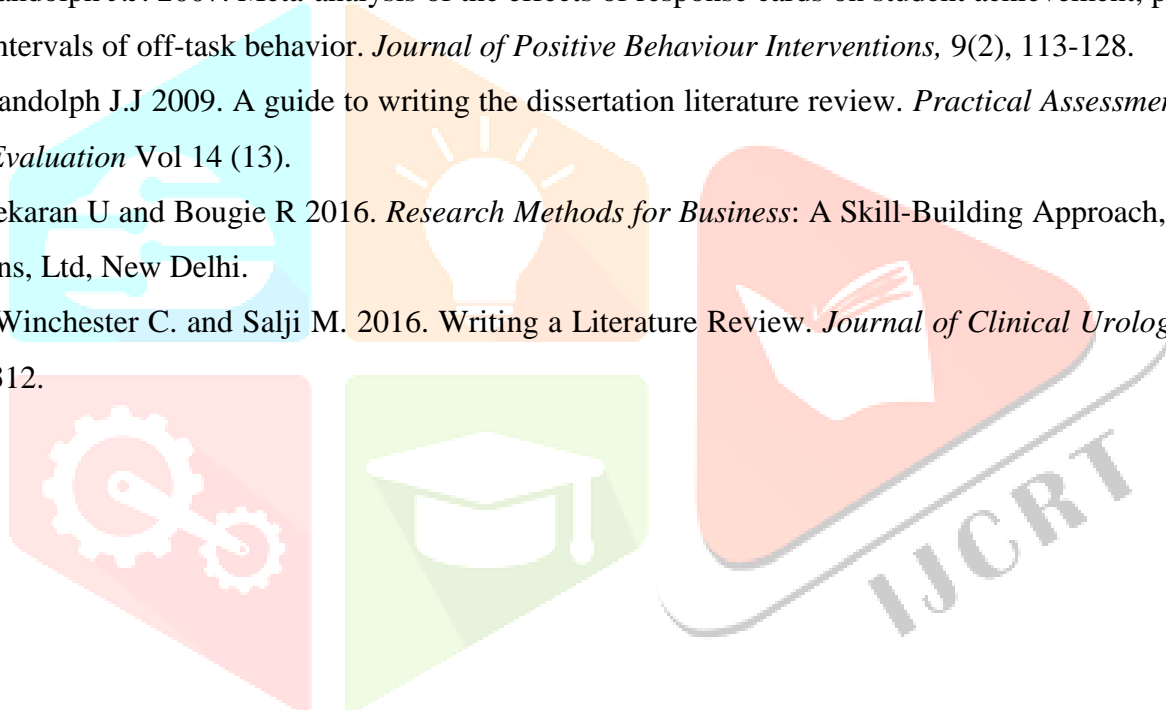 andolph J.J. 2007. Meta-analysis of the effects of response cards on student achievement, p
ntervals of off-task behavior. Journal of Positive Behaviour Interventions, 9(2), 113-128.
andolph J.J 2009. A guide to writing the dissertation literature review. Practical Assessmen
Evaluation Vol 14 (13).
ekaran U and Bougie R 2016. Research Methods for Business: A Skill-Building Approach,
ns, Ltd, New Delhi.
Winchester C. and Salji M. 2016. Writing a Literature Review. Journal of Clinical Urolog
312.
IJCRT